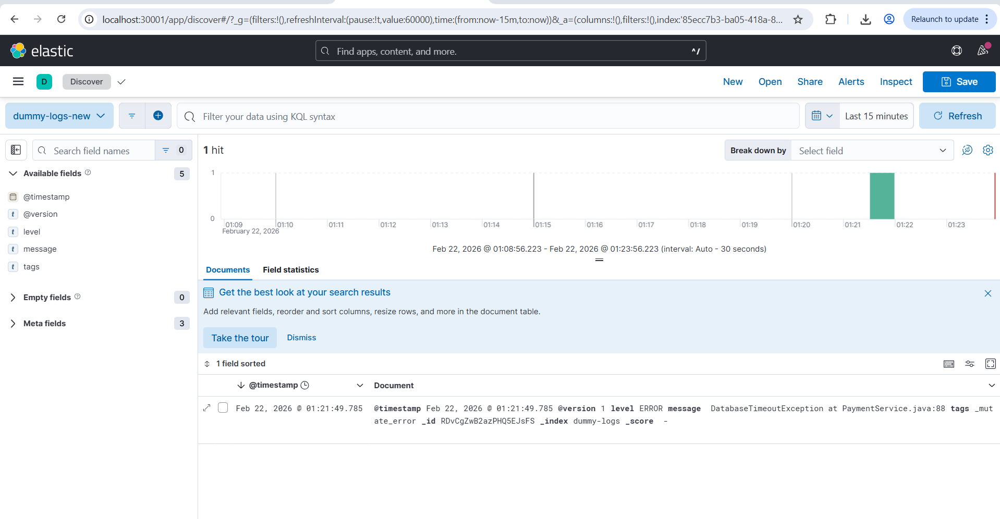 localhost:30001/app/discover#/?_g=(filters:!(),refreshInterval:(pause:!t,value:60000),time:(from:now-15m,to:now))&_a=(columns:!(),filters:!(),index:'85ecc7b3-ba05-418a-8...
Relaunch to update
elastic
Find apps, content, and more.
^/
D
Discover
New
Open
Share
Alerts
Inspect
Save
dummy-logs-new
Filter your data using KQL syntax
Last 15 minutes
Refresh
Search field names
0
1 hit
Break down by
Select field
Available fields
5
@timestamp
t @version
t level
t message
t tags
Empty fields
0
Meta fields
3
1
0
01:09 01:10 01:11 01:12 01:13 01:14 01:15 01:16 01:17 01:18 01:19 01:20 01:21 01:22 01:23
February 22, 2026
Feb 22, 2026 @ 01:08:56.223 - Feb 22, 2026 @ 01:23:56.223 (interval: Auto - 30 seconds)
Documents
Field statistics
Get the best look at your search results
Add relevant fields, reorder and sort columns, resize rows, and more in the document table.
Take the tour
Dismiss
1 field sorted
@timestamp
Document
Feb 22, 2026 @ 01:21:49.785
@timestamp Feb 22, 2026 @ 01:21:49.785 @version 1 level ERROR message DatabaseTimeoutException at PaymentService.java:88 tags _mut
ate_error _id RDvCgZwB2azPHQ5EJsFS _index dummy-logs _score -